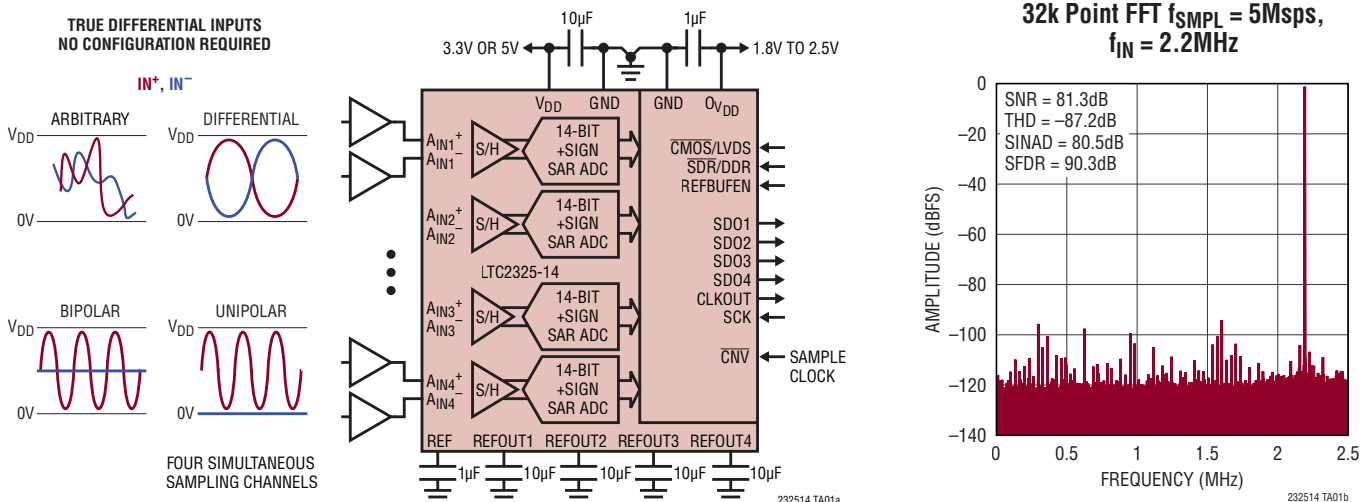 TRUE DIFFERENTIAL INPUTS
NO CONFIGURATION REQUIRED
IN+, IN−
ARBITRARY
VDD
0V
DIFFERENTIAL
VDD
0V
BIPOLAR
VDD
0V
UNIPOLAR
VDD
0V
FOUR SIMULTANEOUS
SAMPLING CHANNELS
10µF
1µF
3.3V OR 5V
1.8V TO 2.5V
VDD
GND
GND
OVDD
AIN1+
AIN1−
S/H
14-BIT
+SIGN
SAR ADC
AIN2+
AIN2−
S/H
14-BIT
+SIGN
SAR ADC
LTC2325-14
AIN3+
AIN3−
S/H
14-BIT
+SIGN
SAR ADC
AIN4+
AIN4−
S/H
14-BIT
+SIGN
SAR ADC
CMOS/LVDS
SDR/DDR
REFBUFEN
SDO1
SDO2
SDO3
SDO4
CLKOUT
SCK
CNV
SAMPLE
CLOCK
REF
REFOUT1
REFOUT2
REFOUT3
REFOUT4
1µF
10µF
10µF
10µF
10µF
232514 TA01a
32k Point FFT fSMPL = 5Msps,
fIN = 2.2MHz
SNR = 81.3dB
THD = –87.2dB
SINAD = 80.5dB
SFDR = 90.3dB
AMPLITUDE (dBFS)
0
–20
–40
–60
–80
–100
–120
–140
0
0.5
1
1.5
2
2.5
FREQUENCY (MHz)
232514 TA01b